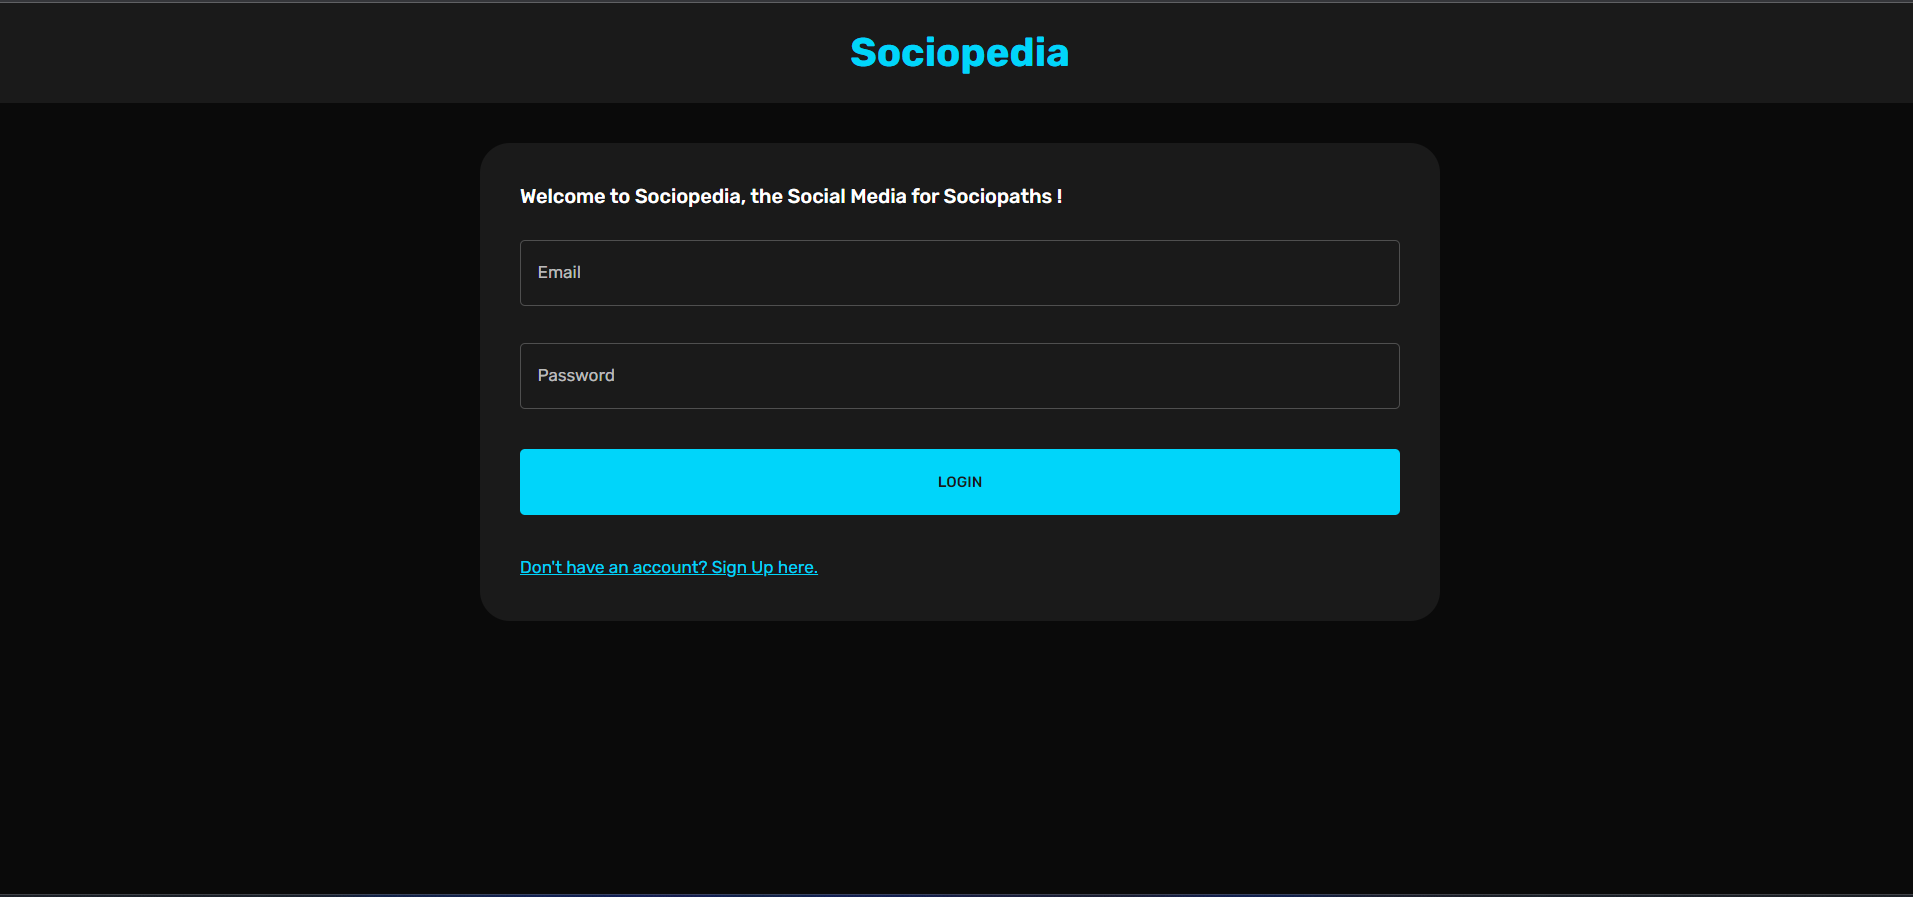 Sociopedia
Welcome to Sociopedia, the Social Media for Sociopaths !
Email
Password
LOGIN
Don't have an account? Sign Up here.